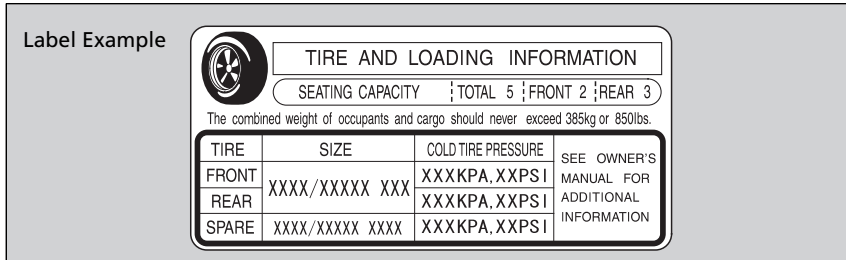 Label Example
TIRE AND LOADING INFORMATION
SEATING CAPACITY TOTAL 5 FRONT 2 REAR 3
The combined weight of occupants and cargo should never exceed 385kg or 850lbs.
TIRE SIZE COLD TIRE PRESSURE
FRONT XXXX/XXXXX XXX XXXKPA,XXPSI
REAR XXXKPA,XXPSI
SPARE XXXX/XXXXX XXXX XXXKPA,XXPSI
SEE OWNER'S
MANUAL FOR
ADDITIONAL
INFORMATION